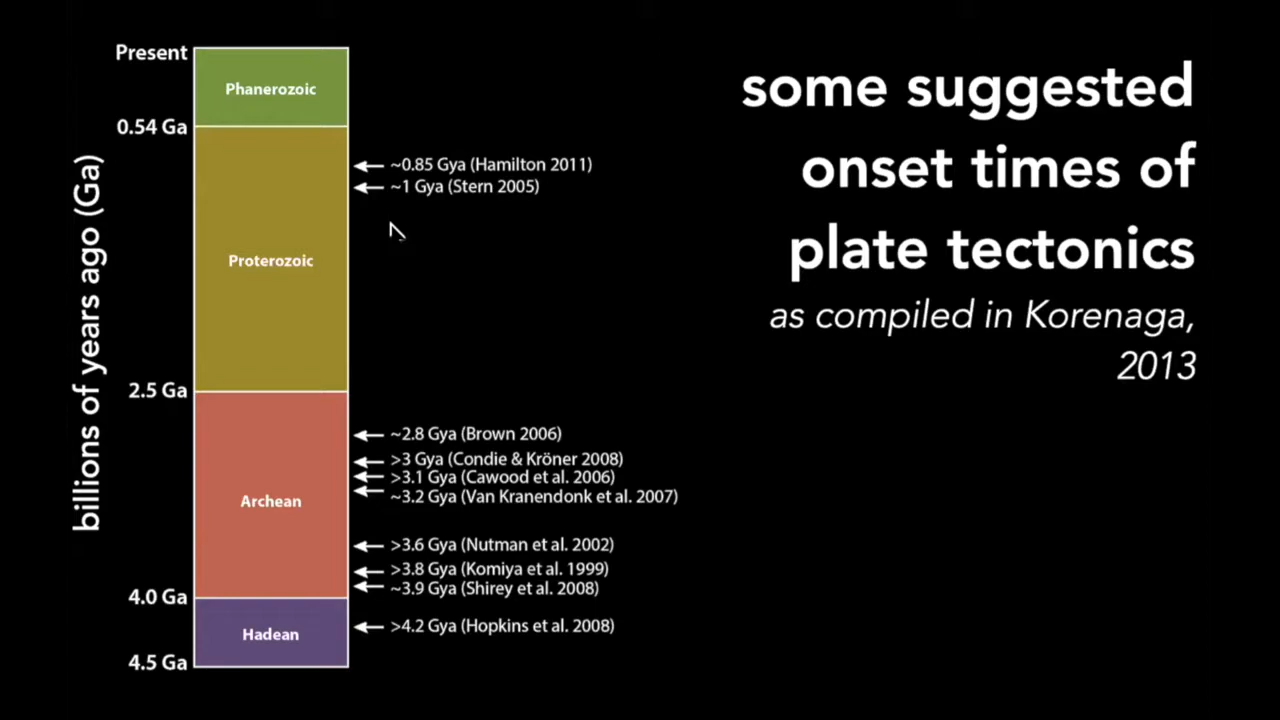 Present
Phanerozoic
0.54 Ga
~0.85 Gya (Hamilton 2011)
~1 Gya (Stern 2005)
Proterozoic
2.5 Ga
~2.8 Gya (Brown 2006)
>3 Gya (Condie & Kröner 2008)
>3.1 Gya (Cawood et al. 2006)
~3.2 Gya (Van Kranendonk et al. 2007)
Archean
>3.6 Gya (Nutman et al. 2002)
>3.8 Gya (Komiya et al. 1999)
~3.9 Gya (Shirey et al. 2008)
4.0 Ga
>4.2 Gya (Hopkins et al. 2008)
Hadean
4.5 Ga
billions of years ago (Ga)
some suggested
onset times of
plate tectonics
as compiled in Korenaga,
2013